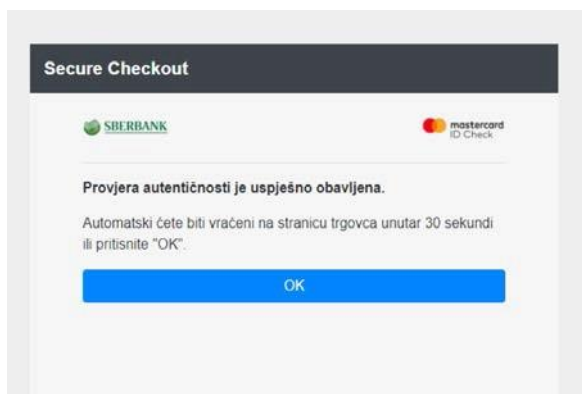 Secure Checkout
SBERBANK
mastercard
ID Check
Provjera autentičnosti je uspješno obavljena.
Automatski ćete biti vraćeni na stranicu trgovca unutar 30 sekundi
ili pritisnite "OK".
OK